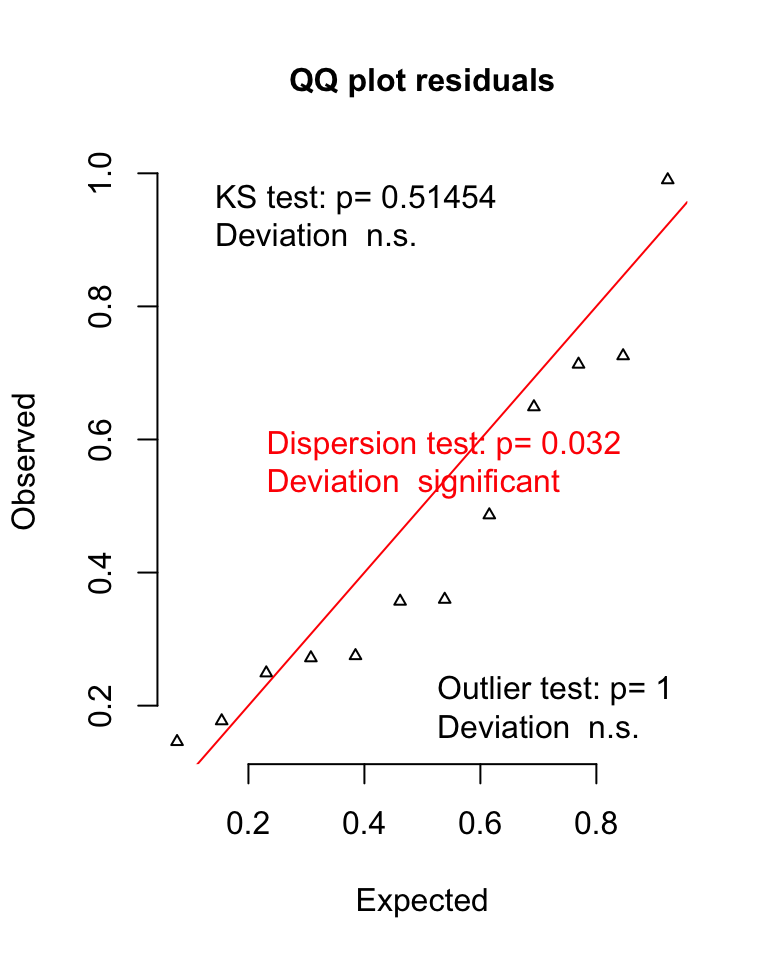 QQ plot residuals
KS test: p= 0.51454
Deviation  n.s.
Dispersion test: p= 0.032
Deviation  significant
Outlier test: p= 1
Deviation  n.s.
Observed
1.0
0.8
0.6
0.4
0.2
0.2 0.4 0.6 0.8
Expected